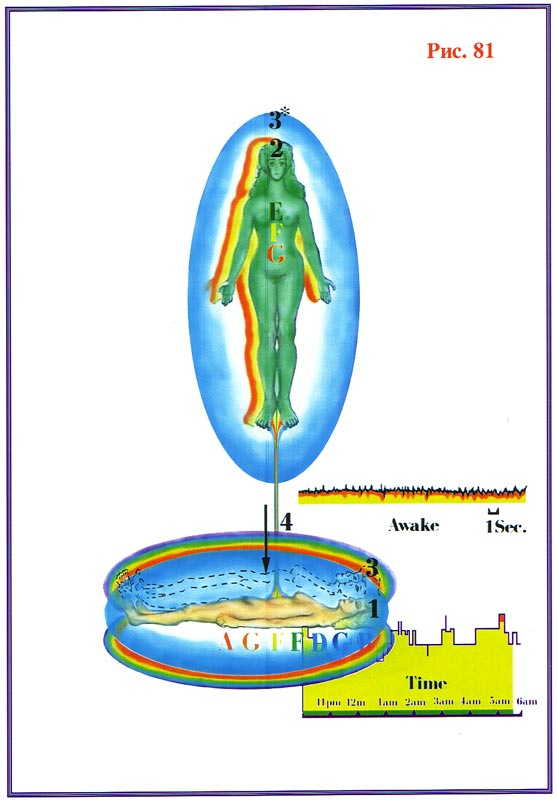 Рис. 81
3*
2
E
F
G
4
Awake
1Sec.
3
1
A G F E D C B
Time
11pm 12m 1am 2am 3am 4am 5am 6am